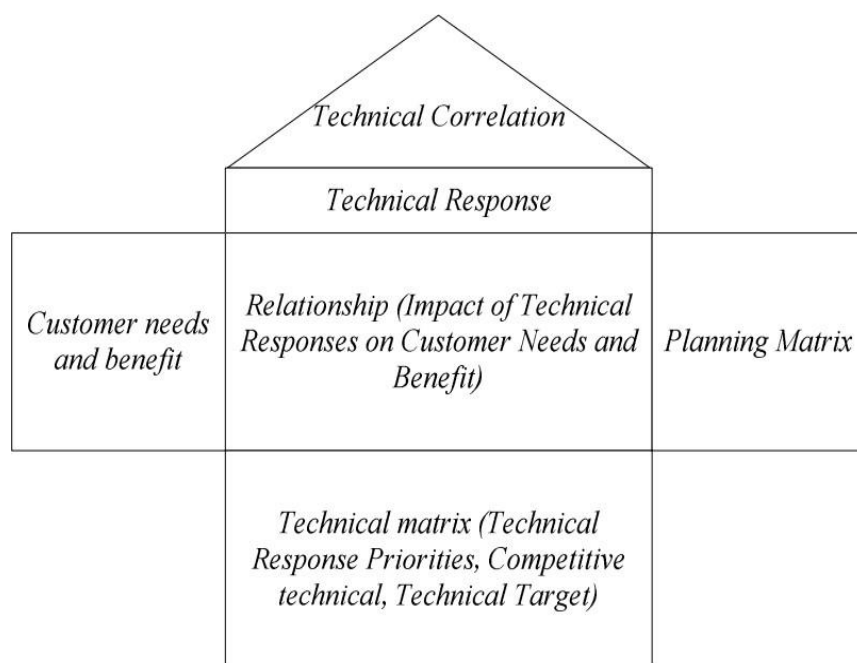 Technical Correlation
Technical Response
Customer needs
and benefit
Relationship (Impact of Technical
Responses on Customer Needs and
Benefit)
Planning Matrix
Technical matrix (Technical
Response Priorities, Competitive
technical, Technical Target)